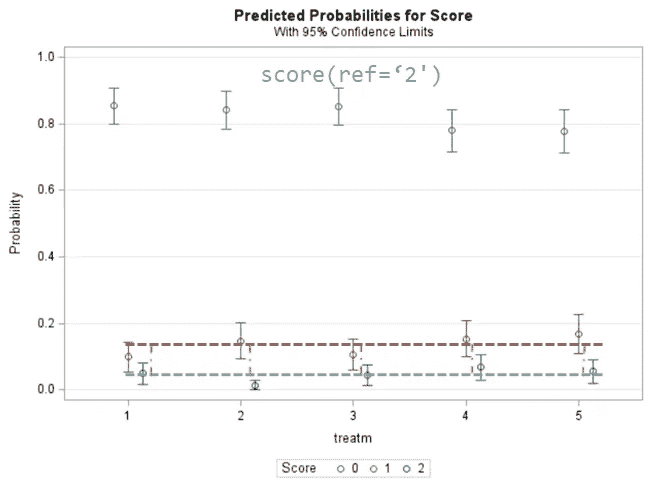 Predicted Probabilities for Score
With 95% Confidence Limits
score(ref=‘2')
1.0
0.8
0.6
0.4
0.2
0.0
Probability
1 2 3 4 5
treatm
Score 0 1 2